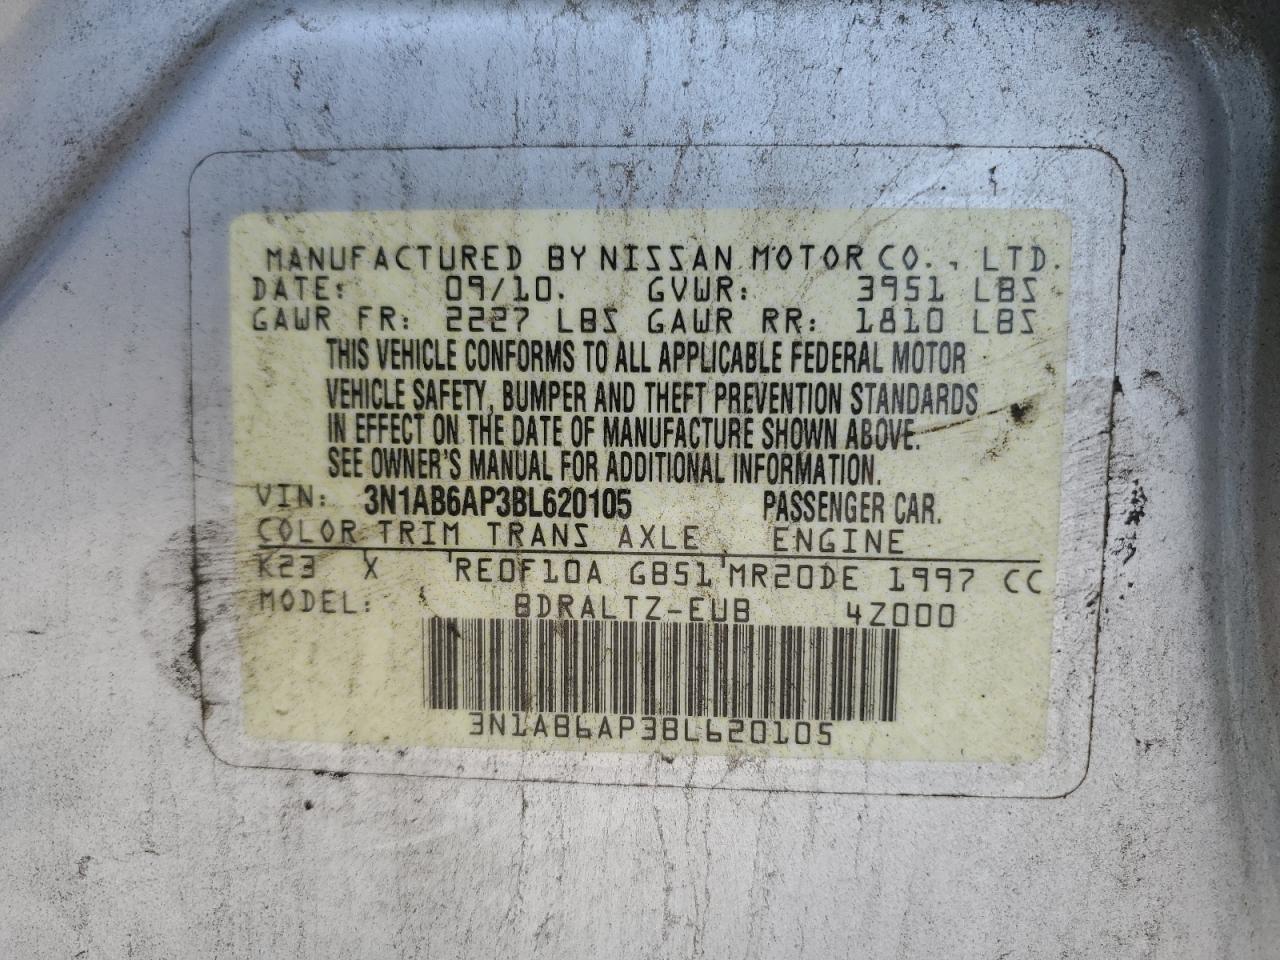 MANUFACTURED BY NISSAN MOTOR CO., LTD.
DATE: 09/10. GVWR: 3951 LBS
GAWR FR: 2227 LBS GAWR RR: 1810 LBS
THIS VEHICLE CONFORMS TO ALL APPLICABLE FEDERAL MOTOR
VEHICLE SAFETY, BUMPER AND THEFT PREVENTION STANDARDS
IN EFFECT ON THE DATE OF MANUFACTURE SHOWN ABOVE.
SEE OWNER'S MANUAL FOR ADDITIONAL INFORMATION.
VIN: 3N1AB6AP3BL620105 PASSENGER CAR.
COLOR TRIM TRANS AXLE ENGINE
K23 X 'RE0F10A GB51'MR20DE 1997 CC
MODEL: BDRALTZ-EUB 4Z000
3N1AB6AP3BL620105